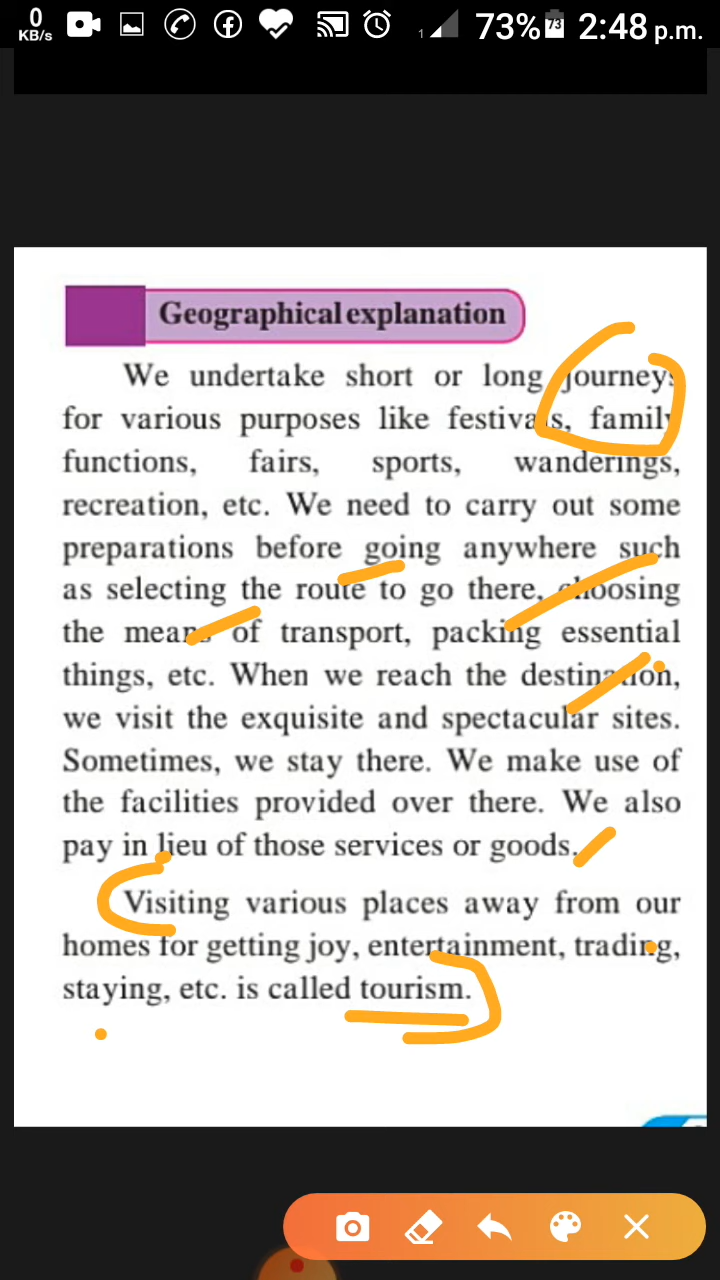 0
KB/s
1
73%
73
2:48 p.m.
Geographical explanation
We undertake short or long journeys
for various purposes like festivals, family
functions, fairs, sports, wanderings,
recreation, etc. We need to carry out some
preparations before going anywhere such
as selecting the route to go there, choosing
the means of transport, packing essential
things, etc. When we reach the destination,
we visit the exquisite and spectacular sites.
Sometimes, we stay there. We make use of
the facilities provided over there. We also
pay in lieu of those services or goods.
Visiting various places away from our
homes for getting joy, entertainment, trading,
staying, etc. is called tourism.